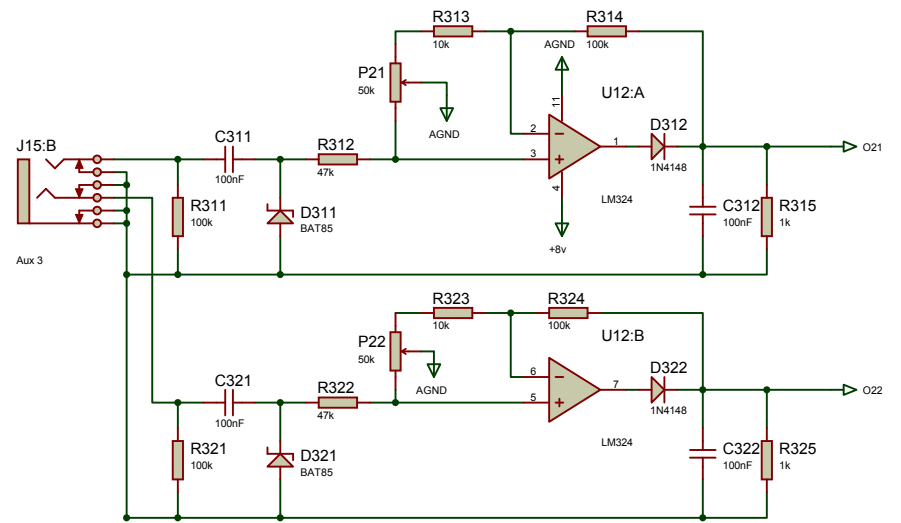 R313
10k
R314
100k
AGND
P21
50k
AGND
U12:A
11
2
3
1
4
LM324
+8v
D312
1N4148
O21
J15:B
Aux 3
C311
100nF
R312
47k
R311
100k
D311
BAT85
C312
100nF
R315
1k
R323
10k
R324
100k
P22
50k
AGND
U12:B
6
5
7
LM324
D322
1N4148
O22
C321
100nF
R322
47k
R321
100k
D321
BAT85
C322
100nF
R325
1k